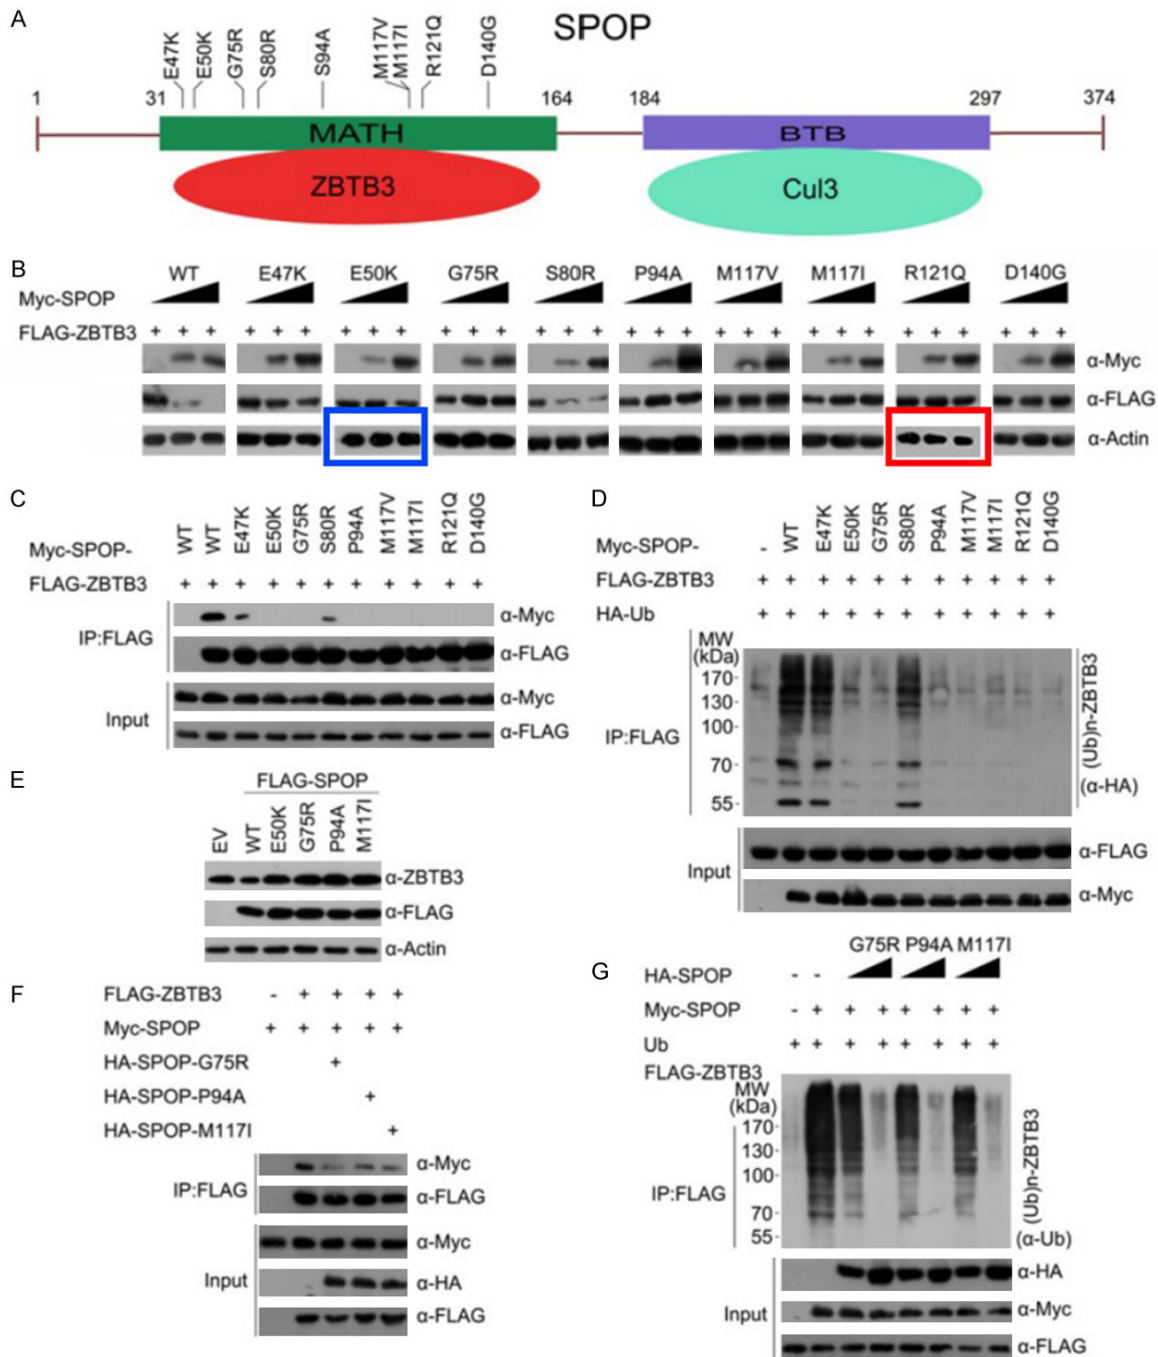 A
SPOP
E47K
E50K
G75R
S80R
S94A
M117V
M117I
R121Q
D140G
1 31 164 184 297 374
MATH BTB
ZBTB3 Cul3
B
WT E47K E50K G75R S80R P94A M117V M117I R121Q D140G
Myc-SPOP
FLAG-ZBTB3 + + + + + + + + + + + + + + + + + + + + + + + + + + + + + +
α-Myc
α-FLAG
α-Actin
C
Myc-SPOP- WT WT E47K E50K G75R S80R P94A M117V M117I R121Q D140G
FLAG-ZBTB3 + + + + + + + + + + +
IP:FLAG
α-Myc
α-FLAG
Input
α-Myc
α-FLAG
D
Myc-SPOP- - WT E47K E50K G75R S80R P94A M117V M117I R121Q D140G
FLAG-ZBTB3 + + + + + + + + + + +
HA-Ub + + + + + + + + + + +
MW
(kDa)
170-
130-
100-
70-
55-
IP:FLAG
(Ub)n-ZBTB3
(α-HA)
Input
α-FLAG
α-Myc
E
FLAG-SPOP
EV WT E50K G75R P94A M117I
α-ZBTB3
α-FLAG
α-Actin
F
FLAG-ZBTB3 - + + + +
Myc-SPOP + + + + +
HA-SPOP-G75R +
HA-SPOP-P94A +
HA-SPOP-M117I +
IP:FLAG
α-Myc
α-FLAG
Input
α-Myc
α-HA
α-FLAG
G
G75R P94A M117I
HA-SPOP - -
Myc-SPOP - + + + + + + +
Ub + + + + + + + +
FLAG-ZBTB3
MW
(kDa)
170-
130-
100-
70-
55-
IP:FLAG
(Ub)n-ZBTB3
(α-Ub)
Input
α-HA
α-Myc
α-FLAG